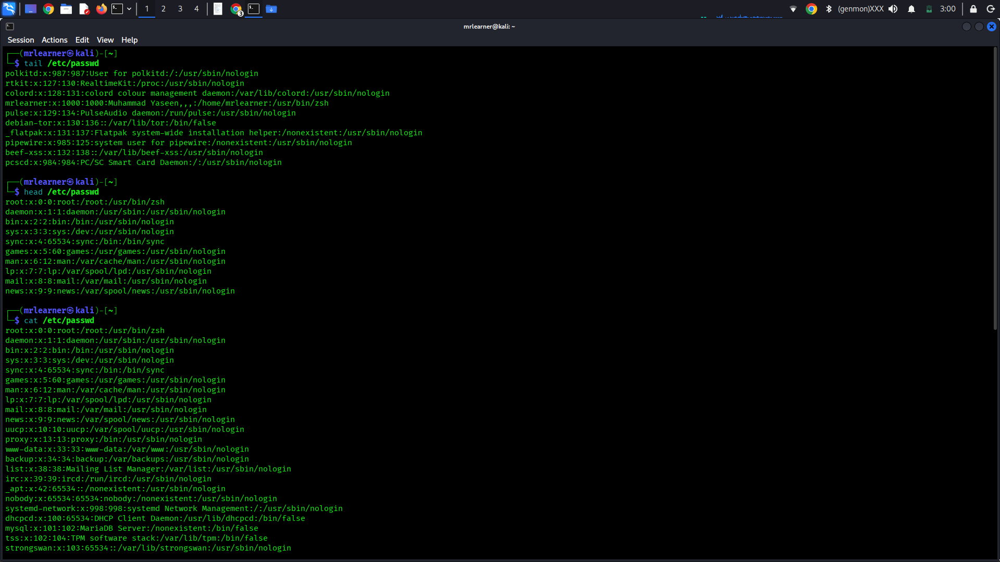 1 2 3 4 3 (genmon)XXX 3:00
mrlearner@kali: ~
Session Actions Edit View Help
┌──(mrlearner㉿kali)-[~]
└─$ tail /etc/passwd
polkitd:x:987:987:User for polkitd:/:/usr/sbin/nologin
rtkit:x:127:130:RealtimeKit:/proc:/usr/sbin/nologin
colord:x:128:131:colord colour management daemon:/var/lib/colord:/usr/sbin/nologin
mrlearner:x:1000:1000:Muhammad Yaseen,,,:/home/mrlearner:/usr/bin/zsh
pulse:x:129:134:PulseAudio daemon:/run/pulse:/usr/sbin/nologin
debian-tor:x:130:136::/var/lib/tor:/bin/false
_flatpak:x:131:137:Flatpak system-wide installation helper:/nonexistent:/usr/sbin/nologin
pipewire:x:985:125:system user for pipewire:/nonexistent:/usr/sbin/nologin
beef-xss:x:132:138::/var/lib/beef-xss:/usr/sbin/nologin
pcscd:x:984:984:PC/SC Smart Card Daemon:/:/usr/sbin/nologin
┌──(mrlearner㉿kali)-[~]
└─$ head /etc/passwd
root:x:0:0:root:/root:/usr/bin/zsh
daemon:x:1:1:daemon:/usr/sbin:/usr/sbin/nologin
bin:x:2:2:bin:/bin:/usr/sbin/nologin
sys:x:3:3:sys:/dev:/usr/sbin/nologin
sync:x:4:65534:sync:/bin:/bin/sync
games:x:5:60:games:/usr/games:/usr/sbin/nologin
man:x:6:12:man:/var/cache/man:/usr/sbin/nologin
lp:x:7:7:lp:/var/spool/lpd:/usr/sbin/nologin
mail:x:8:8:mail:/var/mail:/usr/sbin/nologin
news:x:9:9:news:/var/spool/news:/usr/sbin/nologin
┌──(mrlearner㉿kali)-[~]
└─$ cat /etc/passwd
root:x:0:0:root:/root:/usr/bin/zsh
daemon:x:1:1:daemon:/usr/sbin:/usr/sbin/nologin
bin:x:2:2:bin:/bin:/usr/sbin/nologin
sys:x:3:3:sys:/dev:/usr/sbin/nologin
sync:x:4:65534:sync:/bin:/bin/sync
games:x:5:60:games:/usr/games:/usr/sbin/nologin
man:x:6:12:man:/var/cache/man:/usr/sbin/nologin
lp:x:7:7:lp:/var/spool/lpd:/usr/sbin/nologin
mail:x:8:8:mail:/var/mail:/usr/sbin/nologin
news:x:9:9:news:/var/spool/news:/usr/sbin/nologin
uucp:x:10:10:uucp:/var/spool/uucp:/usr/sbin/nologin
proxy:x:13:13:proxy:/bin:/usr/sbin/nologin
www-data:x:33:33:www-data:/var/www:/usr/sbin/nologin
backup:x:34:34:backup:/var/backups:/usr/sbin/nologin
list:x:38:38:Mailing List Manager:/var/list:/usr/sbin/nologin
irc:x:39:39:ircd:/run/ircd:/usr/sbin/nologin
_apt:x:42:65534::/nonexistent:/usr/sbin/nologin
nobody:x:65534:65534:nobody:/nonexistent:/usr/sbin/nologin
systemd-network:x:998:998:systemd Network Management:/:/usr/sbin/nologin
dhcpcd:x:100:65534:DHCP Client Daemon:/usr/lib/dhcpcd:/bin/false
mysql:x:101:102:MariaDB Server:/nonexistent:/bin/false
tss:x:102:104:TPM software stack:/var/lib/tpm:/bin/false
strongswan:x:103:65534::/var/lib/strongswan:/usr/sbin/nologin